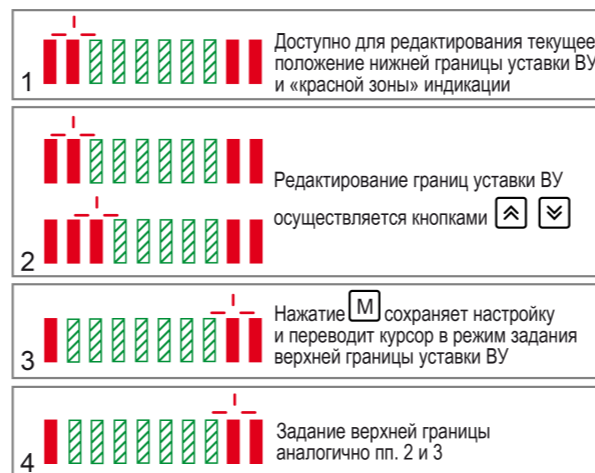 1
Доступно для редактирования текущее
положение нижней границы уставки ВУ
и «красной зоны» индикации
2
Редактирование границ уставки ВУ
осуществляется кнопками
3
Нажатие M сохраняет настройку
и переводит курсор в режим задания
верхней границы уставки ВУ
4
Задание верхней границы
аналогично пп. 2 и 3